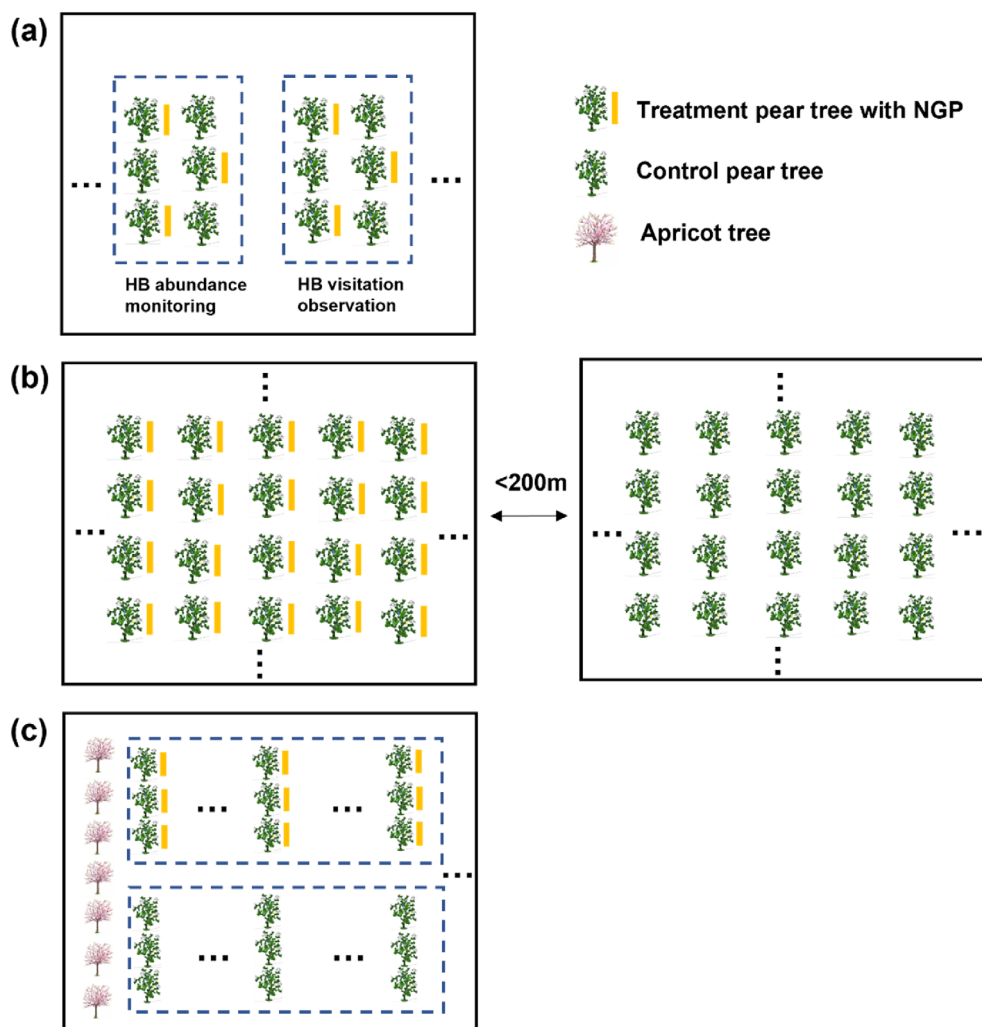 (a)
...
...
HB abundance
monitoring
HB visitation
observation
Treatment pear tree with NGP
Control pear tree
Apricot tree
(b)
...
...
...
...
<200m
...
...
...
...
(c)
...
...
...
...
...